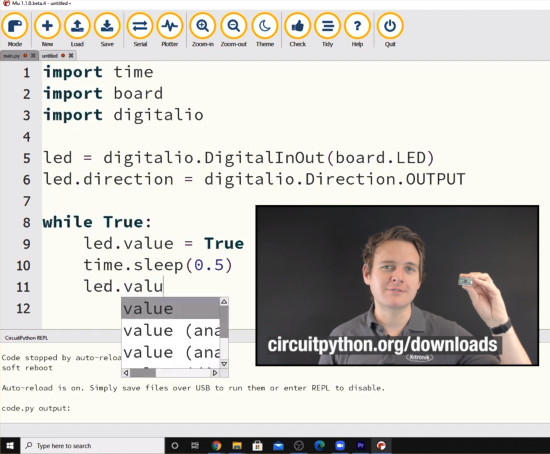 Mu 1.1.0.beta.4 - untitled •
Mode New Load Save Serial Plotter Zoom-in Zoom-out Theme Check Tidy Help Quit
main.py untitled
1 import time
2 import board
3 import digitalio
4
5 led = digitalio.DigitalInOut(board.LED)
6 led.direction = digitalio.Direction.OUTPUT
7
8 while True:
9 led.value = True
10 time.sleep(0.5)
11 led.valu
12
value
value (ana
value (ana
circuitpython.org/downloads
Kitronik
CircuitPython REPL
Code stopped by auto-reloa
soft reboot
Auto-reload is on. Simply save files over USB to run them or enter REPL to disable.
code.py output:
Type here to search